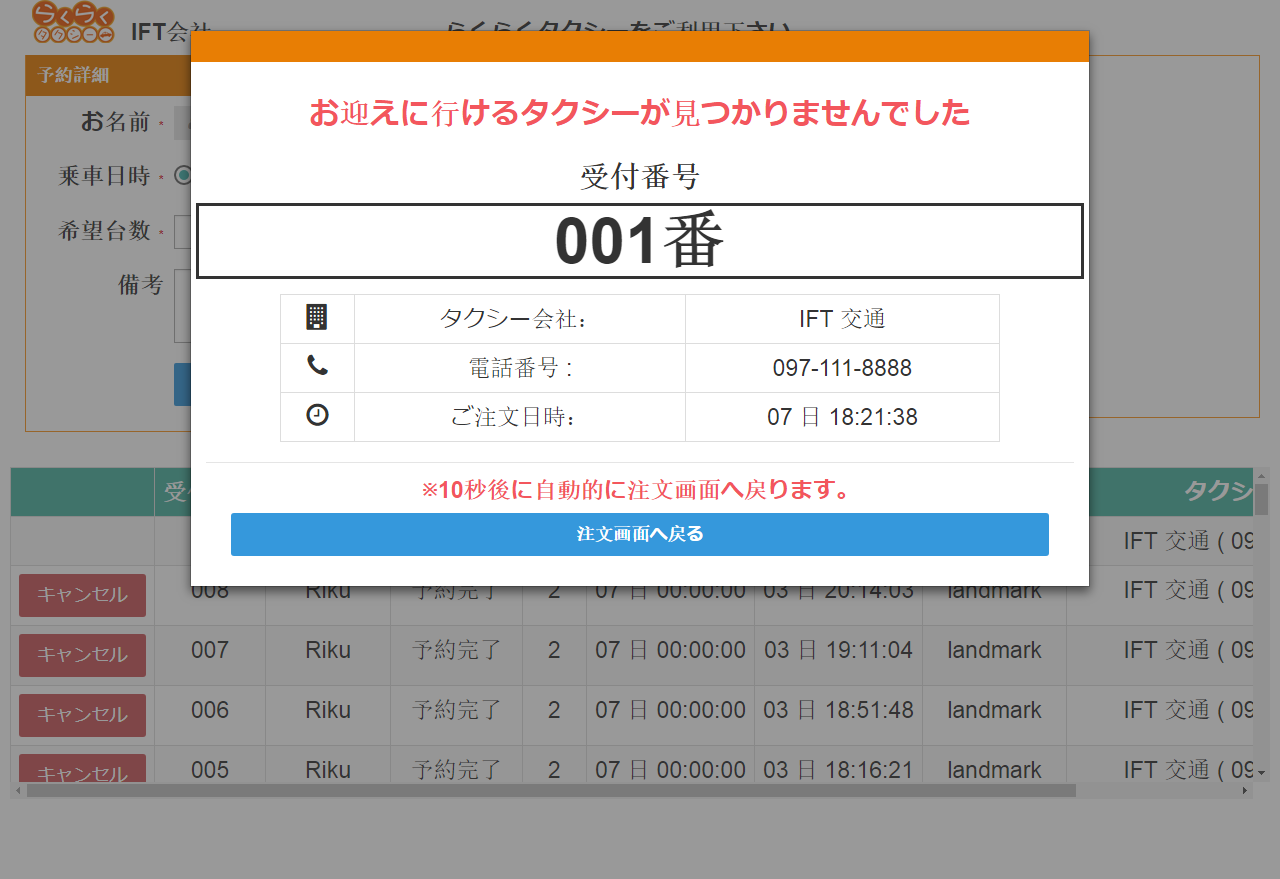 らくらく
タクシー
IFT会社
らくらくタクシーをご利用下さい
予約詳細
お名前 *
乗車日時 *
希望台数 *
備考
お迎えに行けるタクシーが見つかりませんでした
受付番号
001番
タクシー会社: IFT 交通
電話番号 : 097-111-8888
ご注文日時: 07 日 18:21:38
※10秒後に自動的に注文画面へ戻ります。
注文画面へ戻る
タクシ
IFT 交通 ( 09
キャンセル 008 Riku 予約完了 2 07 日 00:00:00 03 日 20:14:03 landmark IFT 交通 ( 09
キャンセル 007 Riku 予約完了 2 07 日 00:00:00 03 日 19:11:04 landmark IFT 交通 ( 09
キャンセル 006 Riku 予約完了 2 07 日 00:00:00 03 日 18:51:48 landmark IFT 交通 ( 09
キャンセル 005 Riku 予約完了 2 07 日 00:00:00 03 日 18:16:21 landmark IFT 交通 ( 09